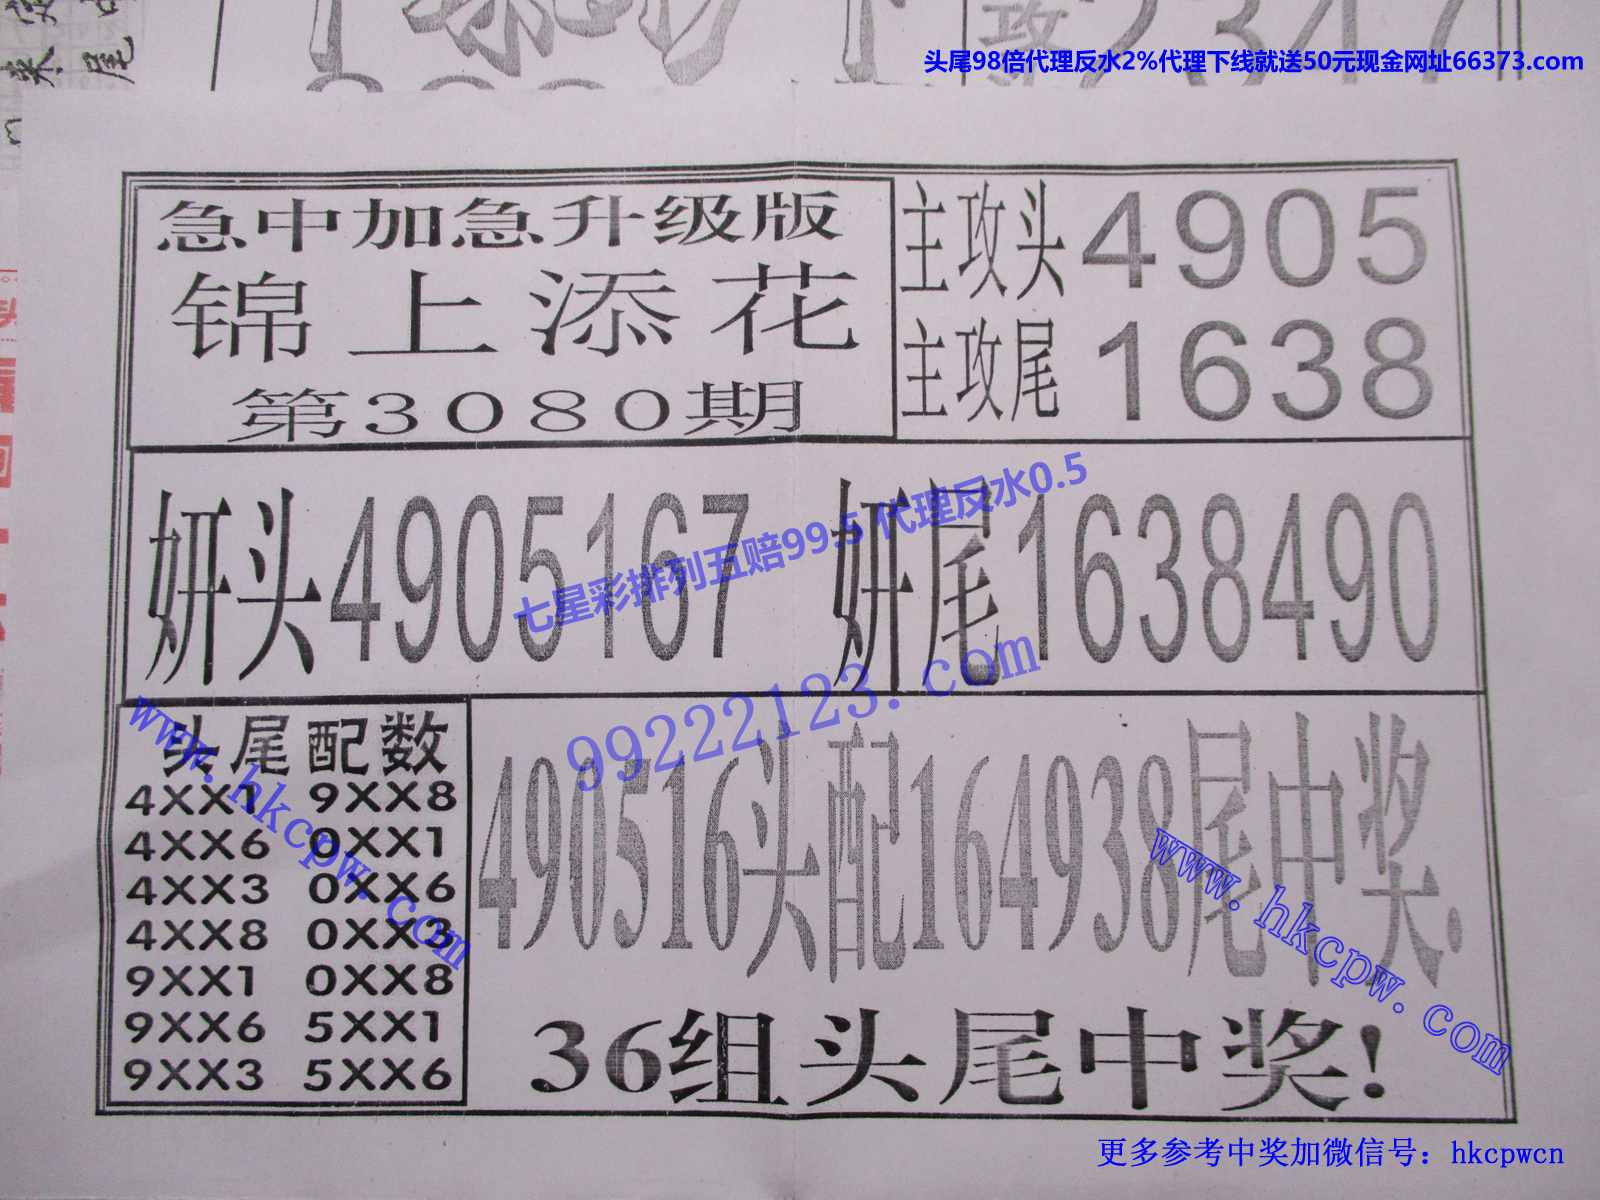 头尾98倍代理反水2%代理下线就送50元现金网址66373.com
2347
尾
急中加急升级版
锦上添花
第3080期
主攻头4905
主攻尾1638
妍头4905167
妍尾1638490
七星彩排列五赔99.5 代理反水0.5
99222123.com
头尾配数
4XX1 9XX8
4XX6 0XX1
4XX3 0XX6
4XX8 0XX3
9XX1 0XX8
9XX6 5XX1
9XX3 5XX6
www.hkcpw.com
490516头配164938尾中奖.
www.hkcpw.com
36组头尾中奖!
更多参考中奖加微信号：hkcpwcn